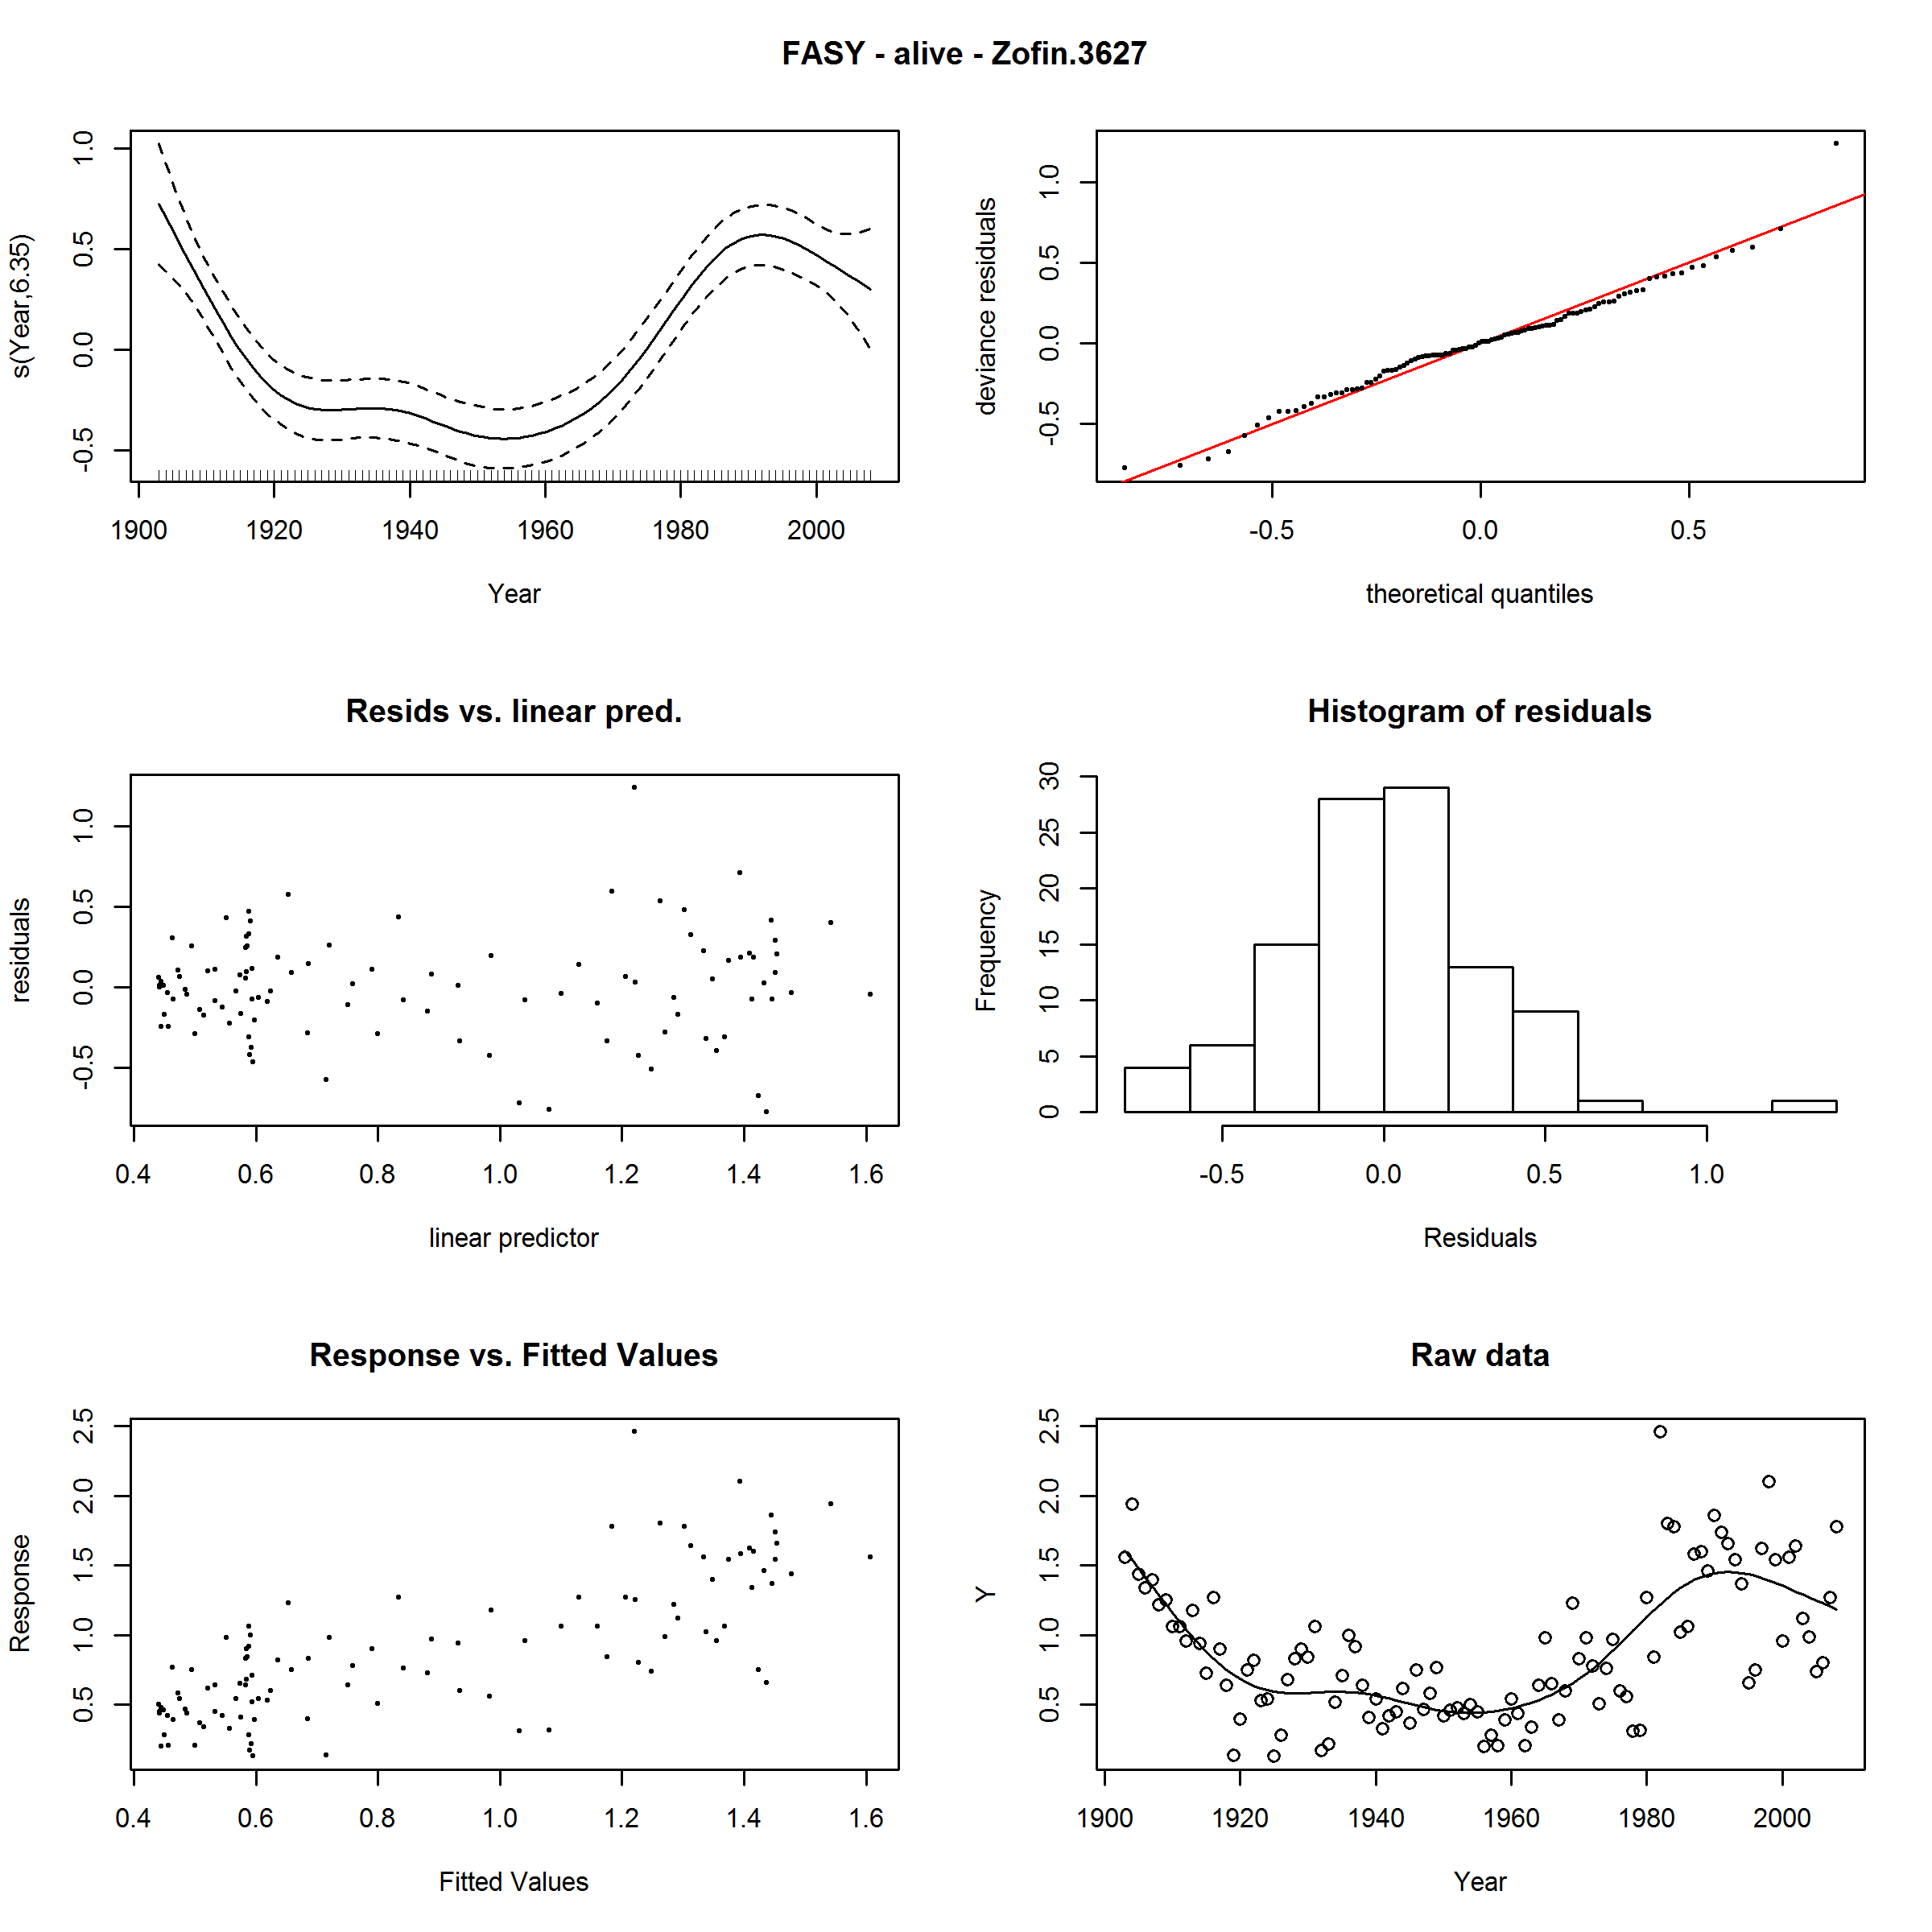 FASY - alive - Zofin.3627
s(Year,6.35)
-0.5 0.0 0.5 1.0
1900 1920 1940 1960 1980 2000
Year
deviance residuals
-0.5 0.0 0.5 1.0
-0.5 0.0 0.5
theoretical quantiles
Resids vs. linear pred.
residuals
-0.5 0.0 0.5 1.0
0.4 0.6 0.8 1.0 1.2 1.4 1.6
linear predictor
Histogram of residuals
Frequency
0 5 10 15 20 25 30
-0.5 0.0 0.5 1.0
Residuals
Response vs. Fitted Values
Response
0.5 1.0 1.5 2.0 2.5
0.4 0.6 0.8 1.0 1.2 1.4 1.6
Fitted Values
Raw data
Y
0.5 1.0 1.5 2.0 2.5
1900 1920 1940 1960 1980 2000
Year